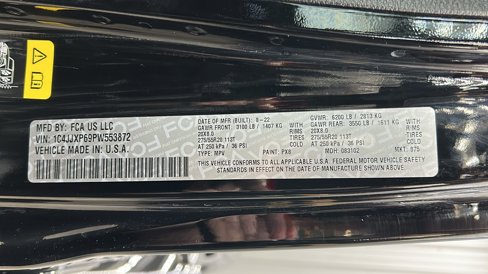 FCA US LLC
VIN: 1C4JJXP69PW553872
VEHICLE MADE IN U.S.A.
DATE OF MFR (BUILT): 8-22
GAWR FRONT: 3100 LB / 1407 KG
20X8.0
275/55R20 113T
AT 250 kPa / 36 PSI
TYPE: MPV PAINT: PX8
WITH
RIMS
TIRES
COLD
GVWR: 6200 LB / 2813 KG
GAWR REAR: 3550 LB / 1611 KG
20X8.0
275/55R20 113T
AT 250 kPa / 36 PSI
MDH: 083102
WITH
RIMS
TIRES
COLD
TKT: 975
THIS VEHICLE CONFORMS TO ALL APPLICABLE U.S.A. FEDERAL MOTOR VEHICLE SAFETY
STANDARDS IN EFFECT ON THE DATE OF MANUFACTURE SHOWN ABOVE.